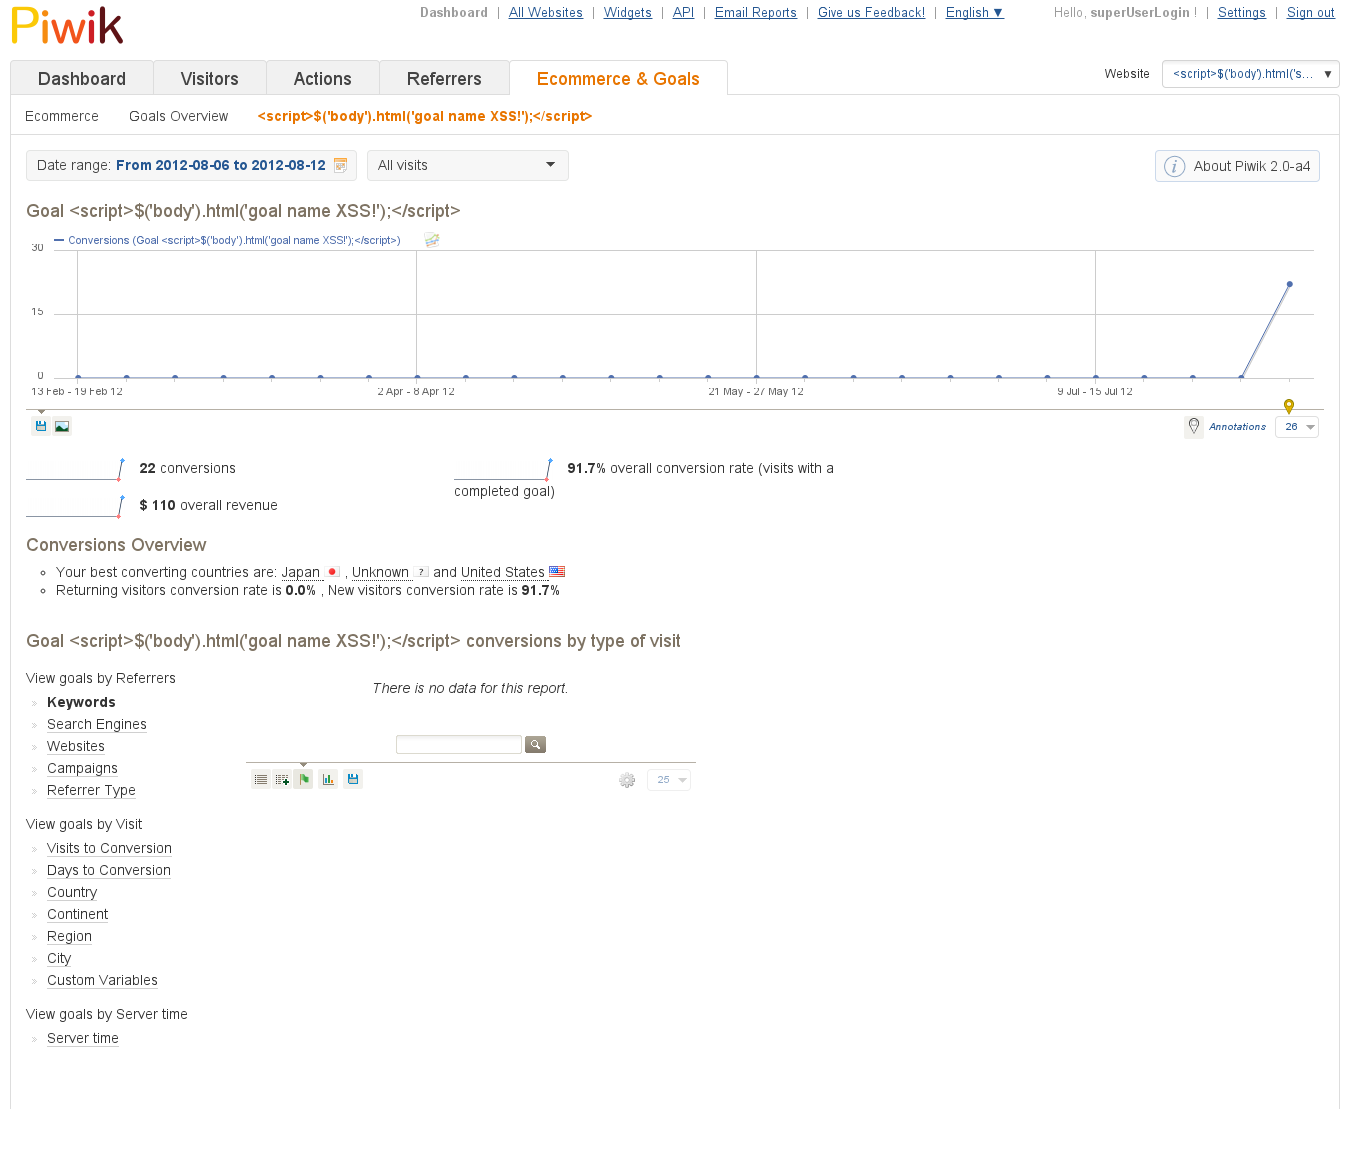 Piwik
Dashboard | All Websites | Widgets | API | Email Reports | Give us Feedback! | English ▼ Hello, superUserLogin ! | Settings | Sign out
Dashboard Visitors Actions Referrers Ecommerce & Goals
Website <script>$('body').html('s... ▼
Ecommerce Goals Overview <script>$('body').html('goal name XSS!');</script>
Date range: From 2012-08-06 to 2012-08-12 All visits
i About Piwik 2.0-a4
Goal <script>$('body').html('goal name XSS!');</script>
Conversions (Goal <script>$('body').html('goal name XSS!');</script>)
30
15
0
13 Feb - 19 Feb 12 2 Apr - 8 Apr 12 21 May - 27 May 12 9 Jul - 15 Jul 12
Annotations 26
22 conversions
91.7% overall conversion rate (visits with a
completed goal)
$ 110 overall revenue
Conversions Overview
Your best converting countries are: Japan , Unknown ? and United States
Returning visitors conversion rate is 0.0% , New visitors conversion rate is 91.7%
Goal <script>$('body').html('goal name XSS!');</script> conversions by type of visit
View goals by Referrers
» Keywords
» Search Engines
» Websites
» Campaigns
» Referrer Type
There is no data for this report.
25
View goals by Visit
» Visits to Conversion
» Days to Conversion
» Country
» Continent
» Region
» City
» Custom Variables
View goals by Server time
» Server time